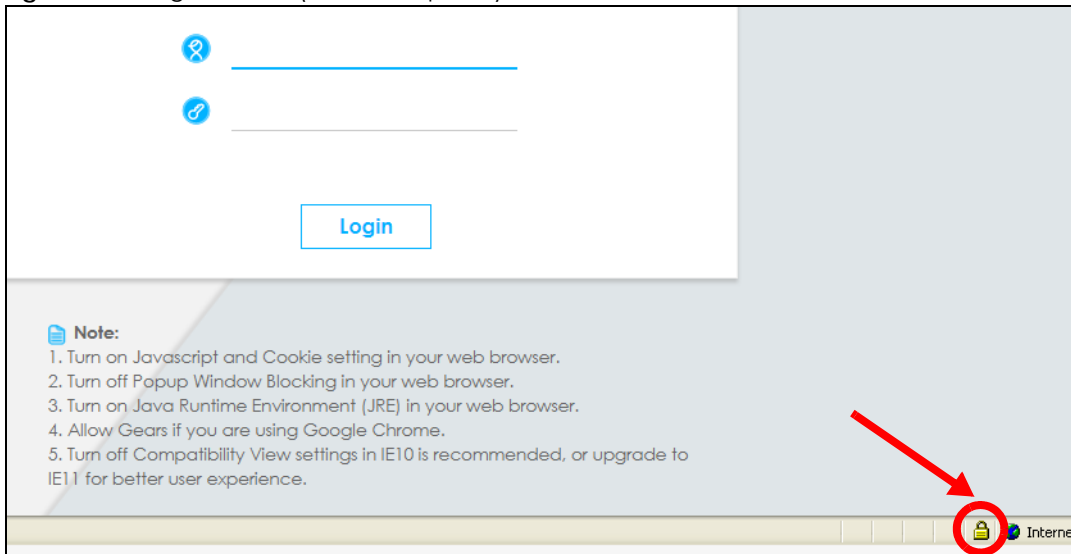 Login
Note:
1. Turn on Javascript and Cookie setting in your web browser.
2. Turn off Popup Window Blocking in your web browser.
3. Turn on Java Runtime Environment (JRE) in your web browser.
4. Allow Gears if you are using Google Chrome.
5. Turn off Compatibility View settings in IE10 is recommended, or upgrade to
IE11 for better user experience.
Interne